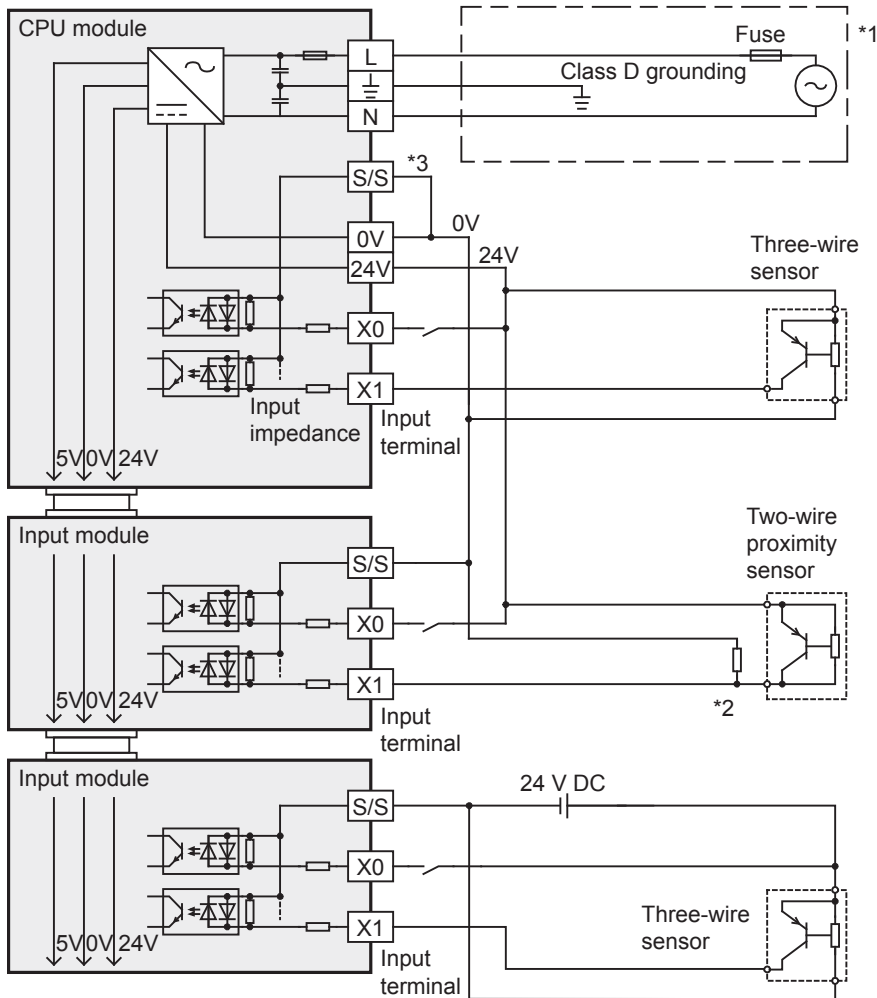 CPU module
L
N
Fuse
*1
Class D grounding
S/S
*3
0V
0V
24V
24V
Three-wire
sensor
X0
X1
Input
impedance
Input
terminal
5V 0V 24V
Input module
S/S
X0
X1
Two-wire
proximity
sensor
*2
5V 0V 24V
Input
terminal
Input module
S/S
24 V DC
X0
X1
Three-wire
sensor
5V 0V 24V
Input
terminal